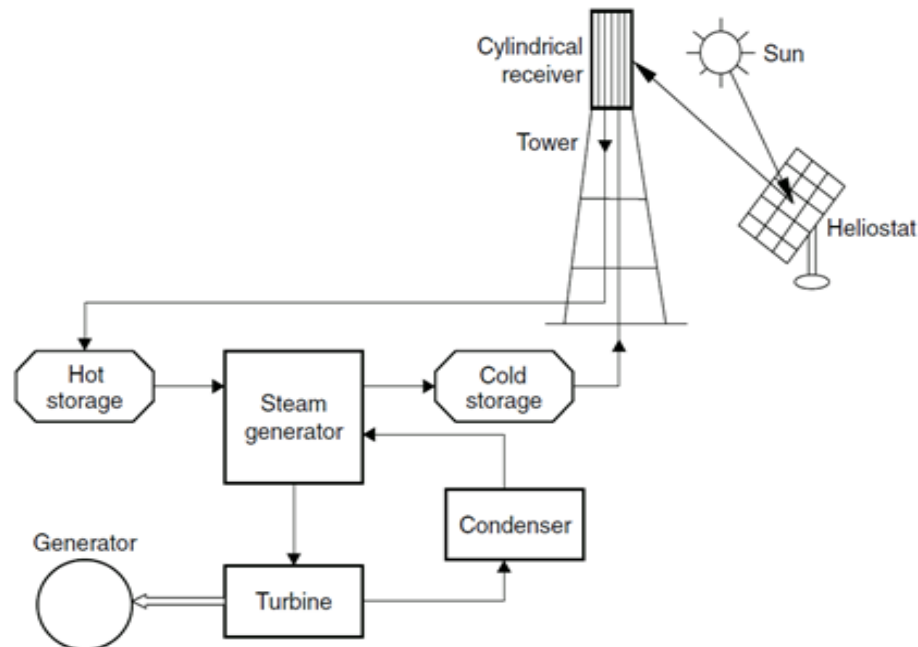 Cylindrical
receiver
Sun
Tower
Heliostat
Hot
storage
Steam
generator
Cold
storage
Condenser
Generator
Turbine